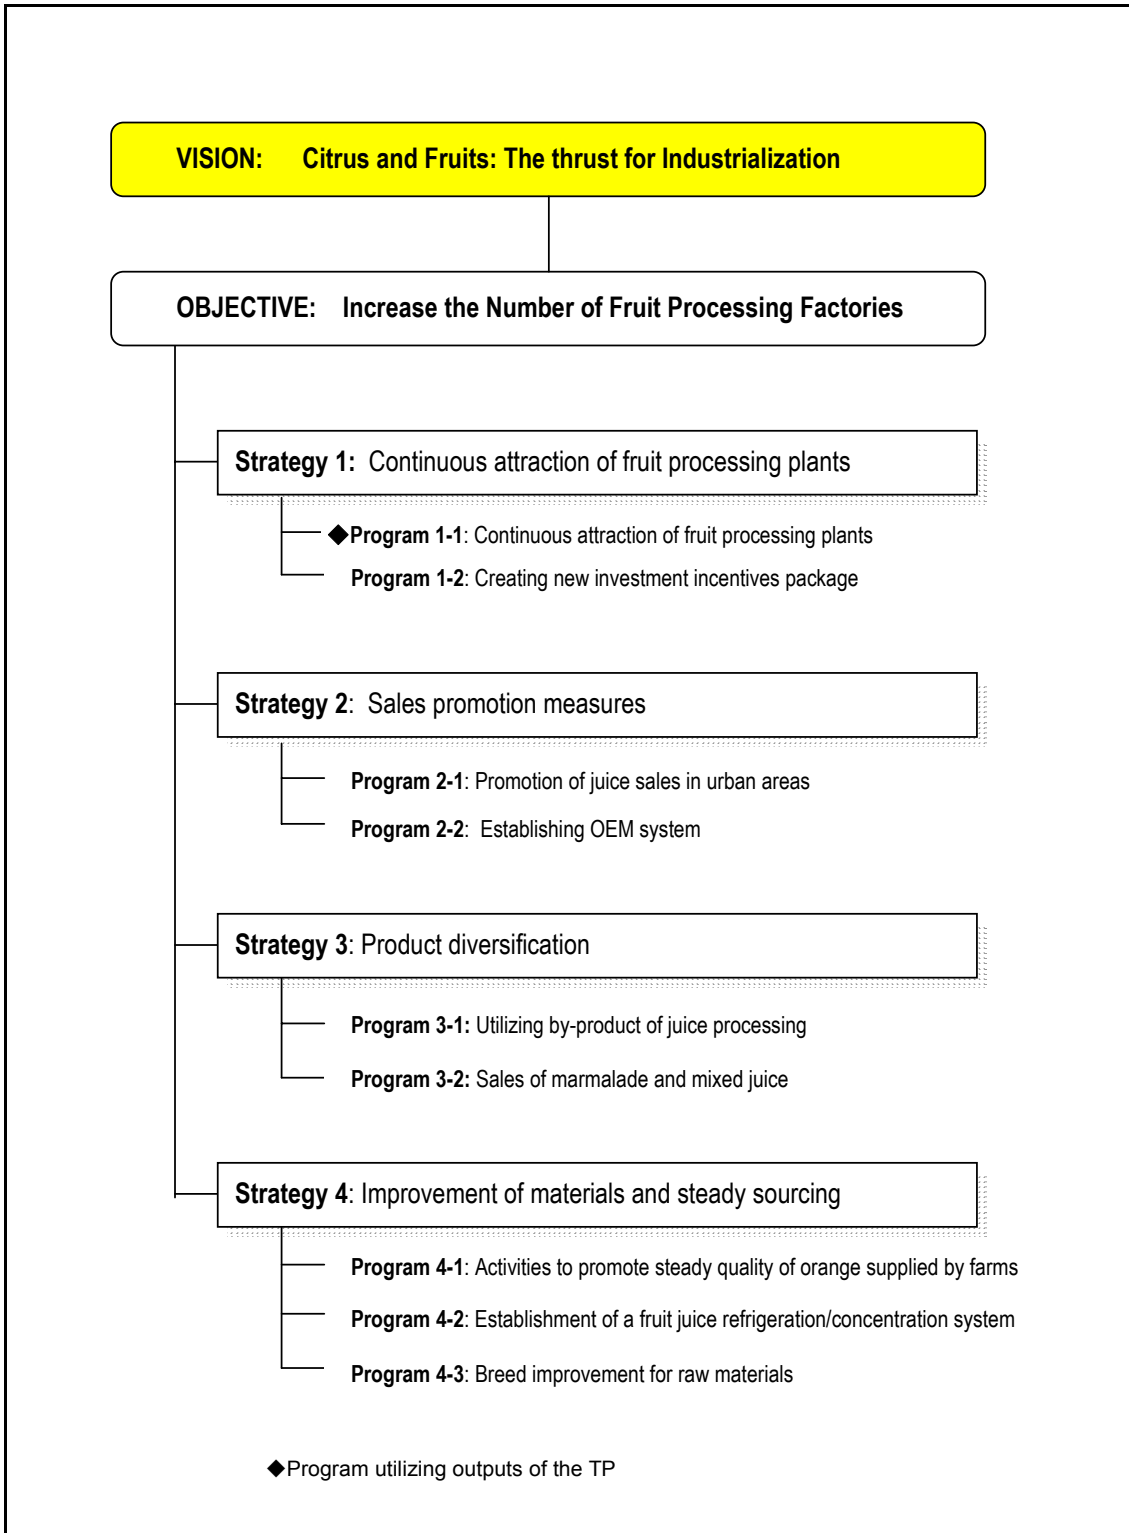 VISION: Citrus and Fruits: The thrust for Industrialization
OBJECTIVE: Increase the Number of Fruit Processing Factories
Strategy 1: Continuous attraction of fruit processing plants
◆Program 1-1: Continuous attraction of fruit processing plants
Program 1-2: Creating new investment incentives package
Strategy 2: Sales promotion measures
Program 2-1: Promotion of juice sales in urban areas
Program 2-2: Establishing OEM system
Strategy 3: Product diversification
Program 3-1: Utilizing by-product of juice processing
Program 3-2: Sales of marmalade and mixed juice
Strategy 4: Improvement of materials and steady sourcing
Program 4-1: Activities to promote steady quality of orange supplied by farms
Program 4-2: Establishment of a fruit juice refrigeration/concentration system
Program 4-3: Breed improvement for raw materials
◆Program utilizing outputs of the TP